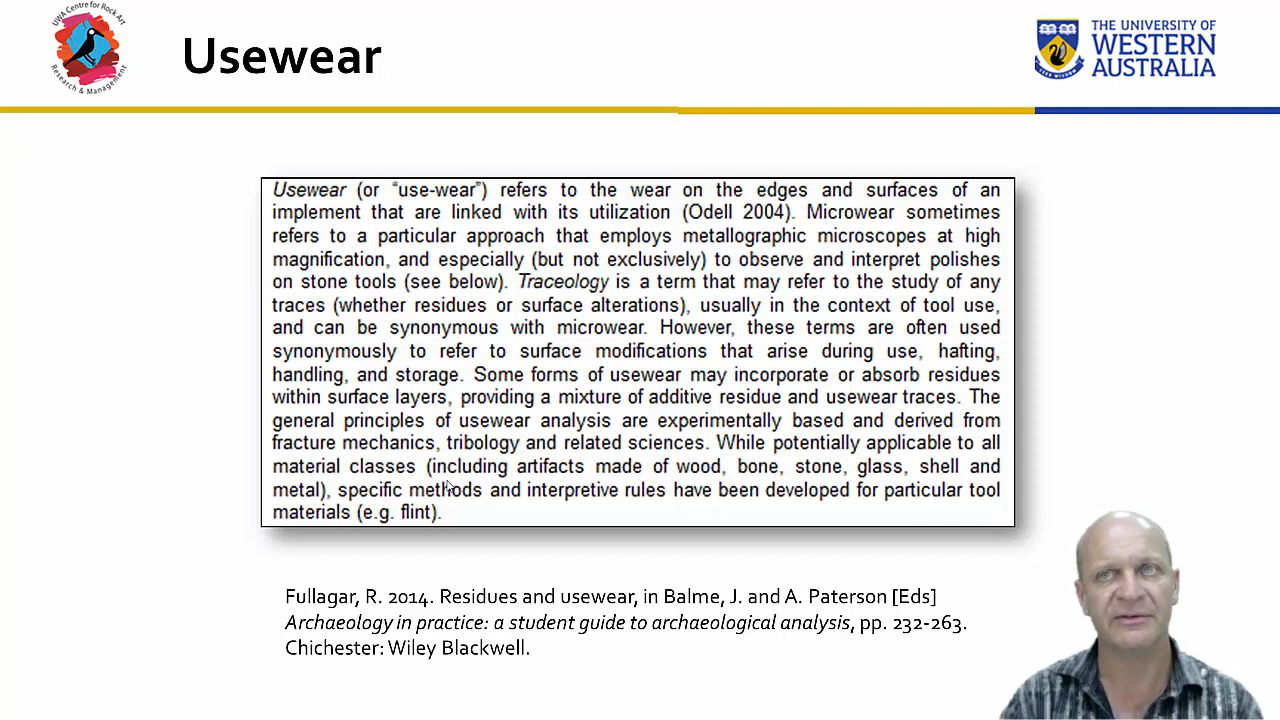 UWA Centre for Rock Art
Research & Management
Usewear
THE UNIVERSITY OF
WESTERN
AUSTRALIA
Usewear (or “use-wear”) refers to the wear on the edges and surfaces of an
implement that are linked with its utilization (Odell 2004). Microwear sometimes
refers to a particular approach that employs metallographic microscopes at high
magnification, and especially (but not exclusively) to observe and interpret polishes
on stone tools (see below). Traceology is a term that may refer to the study of any
traces (whether residues or surface alterations), usually in the context of tool use,
and can be synonymous with microwear. However, these terms are often used
synonymously to refer to surface modifications that arise during use, hafting,
handling, and storage. Some forms of usewear may incorporate or absorb residues
within surface layers, providing a mixture of additive residue and usewear traces. The
general principles of usewear analysis are experimentally based and derived from
fracture mechanics, tribology and related sciences. While potentially applicable to all
material classes (including artifacts made of wood, bone, stone, glass, shell and
metal), specific methods and interpretive rules have been developed for particular tool
materials (e.g. flint).
Fullagar, R. 2014. Residues and usewear, in Balme, J. and A. Paterson [Eds]
Archaeology in practice: a student guide to archaeological analysis, pp. 232-263.
Chichester: Wiley Blackwell.